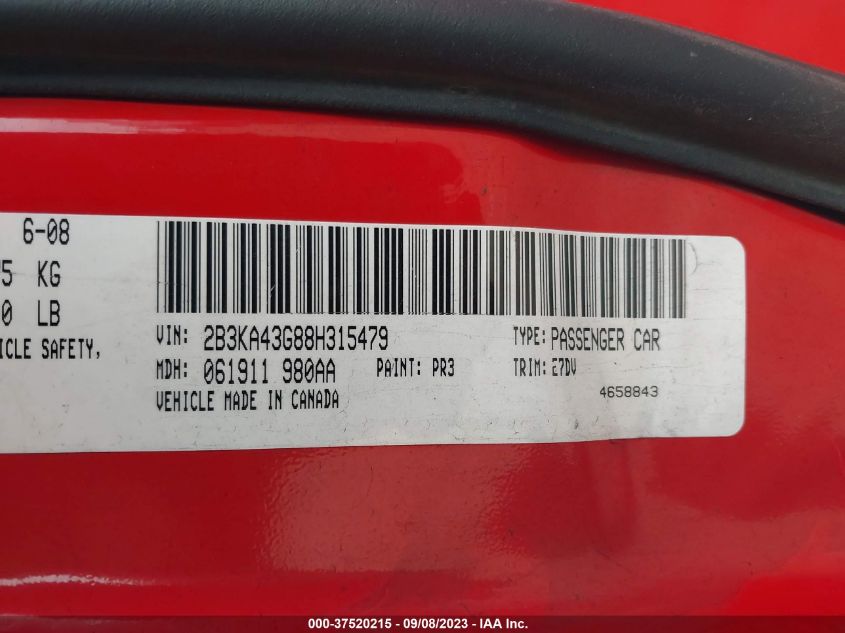 6-08
5 KG
0 LB
ICLE SAFETY,
VIN: 2B3KA43G88H315479
TYPE: PASSENGER CAR
MDH: 061911 980AA
PAINT: PR3
TRIM: E7DV
VEHICLE MADE IN CANADA
4658843
000-37520215 - 09/08/2023 - IAA Inc.